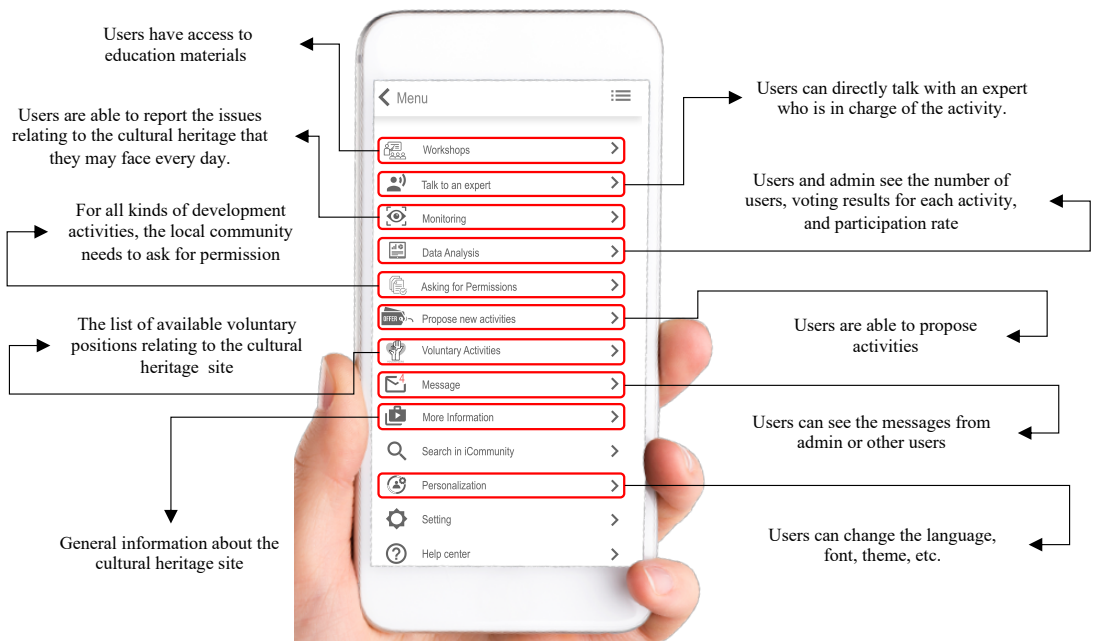 Users have access to
education materials
Users are able to report the issues
relating to the cultural heritage that
they may face every day.
For all kinds of development
activities, the local community
needs to ask for permission
The list of available voluntary
positions relating to the cultural
heritage site
General information about the
cultural heritage site
Menu
Workshops
Talk to an expert
Monitoring
Data Analysis
Asking for Permissions
OFFER
Propose new activities
Voluntary Activities
4
Message
More Information
Search in iCommunity
Personalization
Setting
Help center
Users can directly talk with an expert
who is in charge of the activity.
Users and admin see the number of
users, voting results for each activity,
and participation rate
Users are able to propose
activities
Users can see the messages from
admin or other users
Users can change the language,
font, theme, etc.